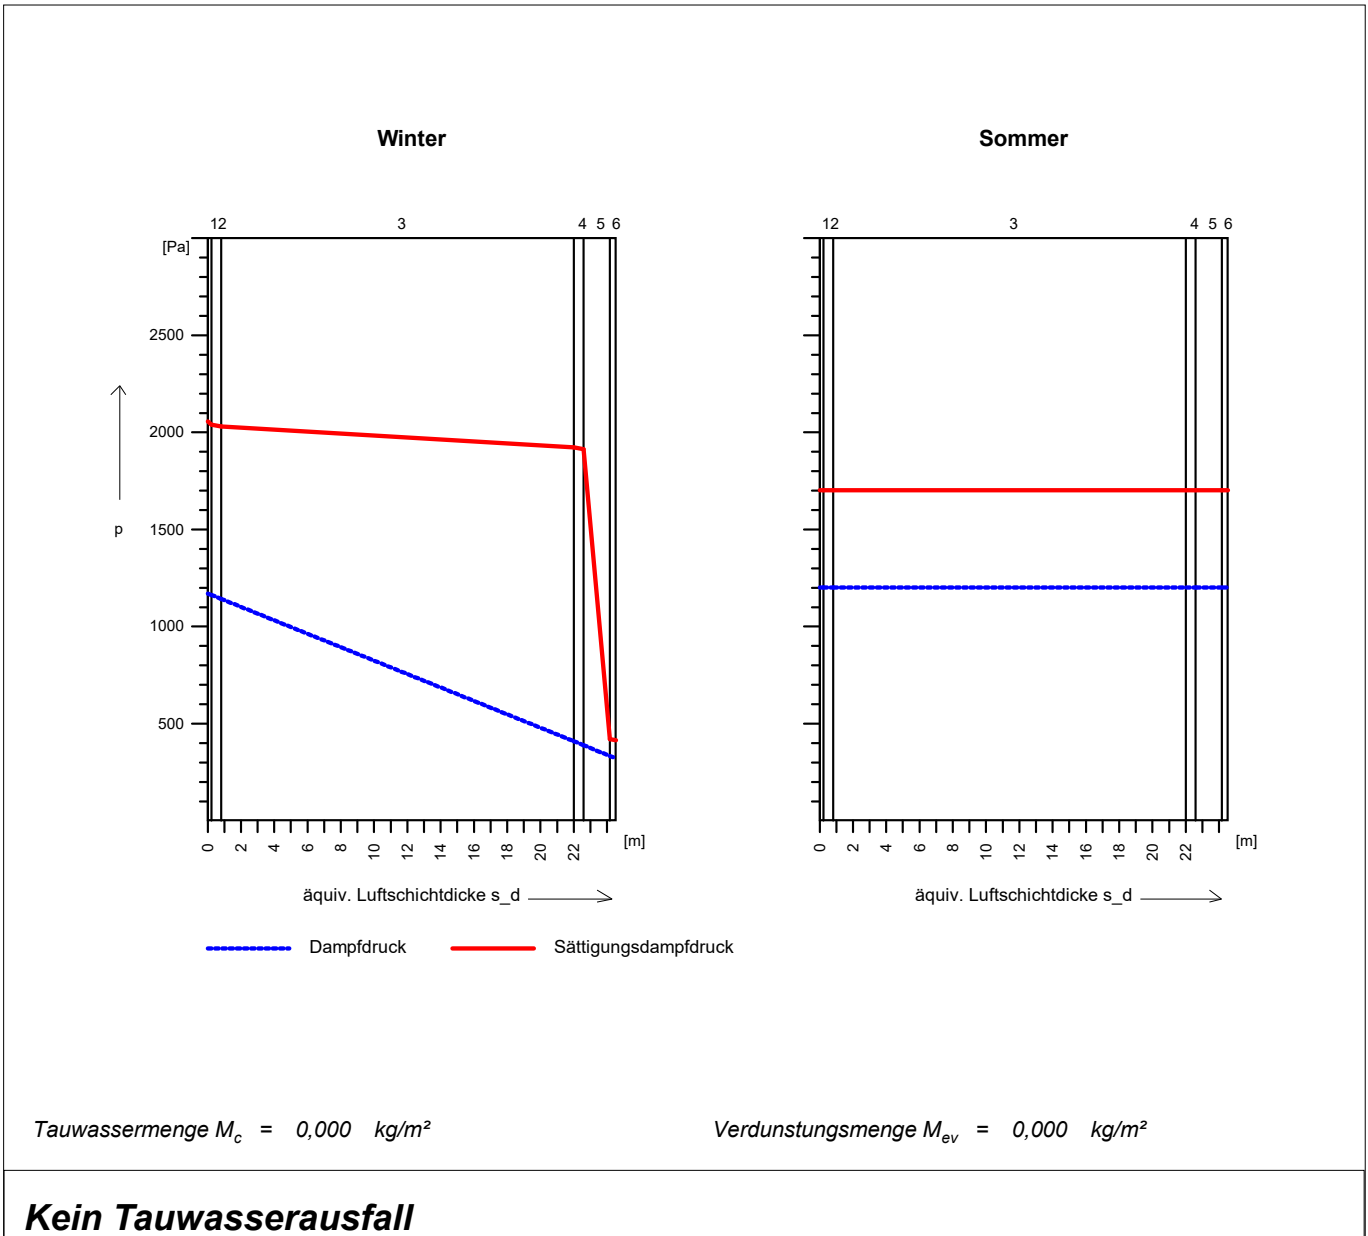 Winter Sommer
12 3 4 5 6 12 3 4 5 6
[Pa]
2500
2000
p 1500
1000
500
0 2 4 6 8 10 12 14 16 18 20 22 [m] 0 2 4 6 8 10 12 14 16 18 20 22 [m]
äquiv. Luftschichtdicke s_d äquiv. Luftschichtdicke s_d
Dampfdruck Sättigungsdampfdruck
Tauwassermenge M_c = 0,000 kg/m² Verdunstungsmenge M_ev = 0,000 kg/m²
Kein Tauwasserausfall